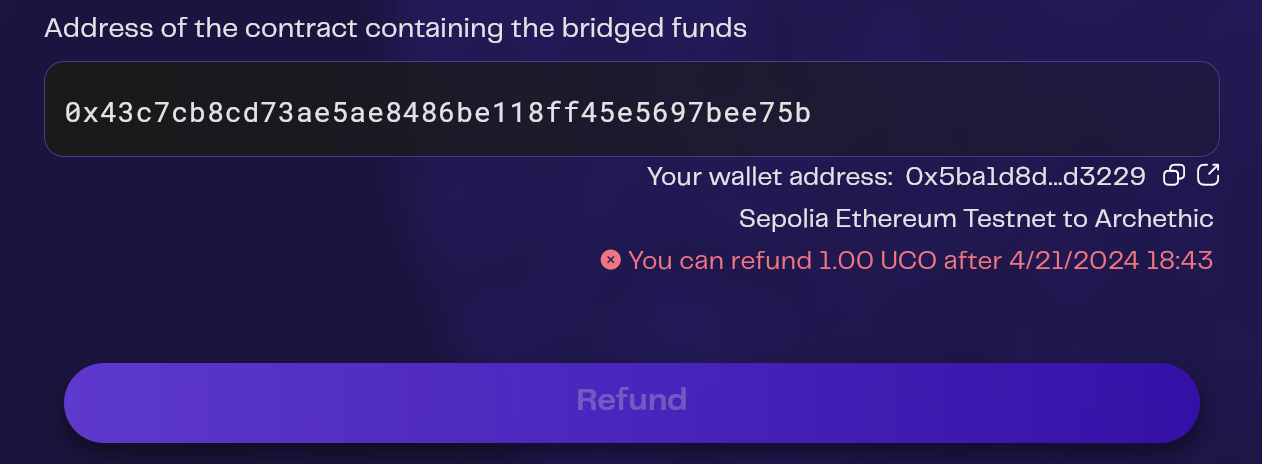 Address of the contract containing the bridged funds
0x43c7cb8cd73ae5ae8486be118ff45e5697bee75b
Your wallet address: 0x5ba1d8d...d3229
Sepolia Ethereum Testnet to Archethic
You can refund 1.00 UCO after 4/21/2024 18:43
Refund